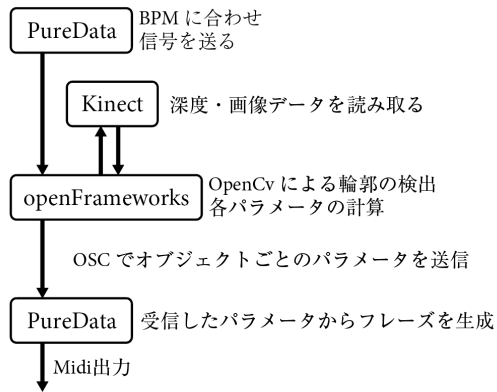 PureData
BPM に合わせ
信号を送る
Kinect
深度・画像データを読み取る
openFrameworks
OpenCv による輪郭の検出
各パラメータの計算
OSC でオブジェクトごとのパラメータを送信
PureData
受信したパラメータからフレーズを生成
Midi出力